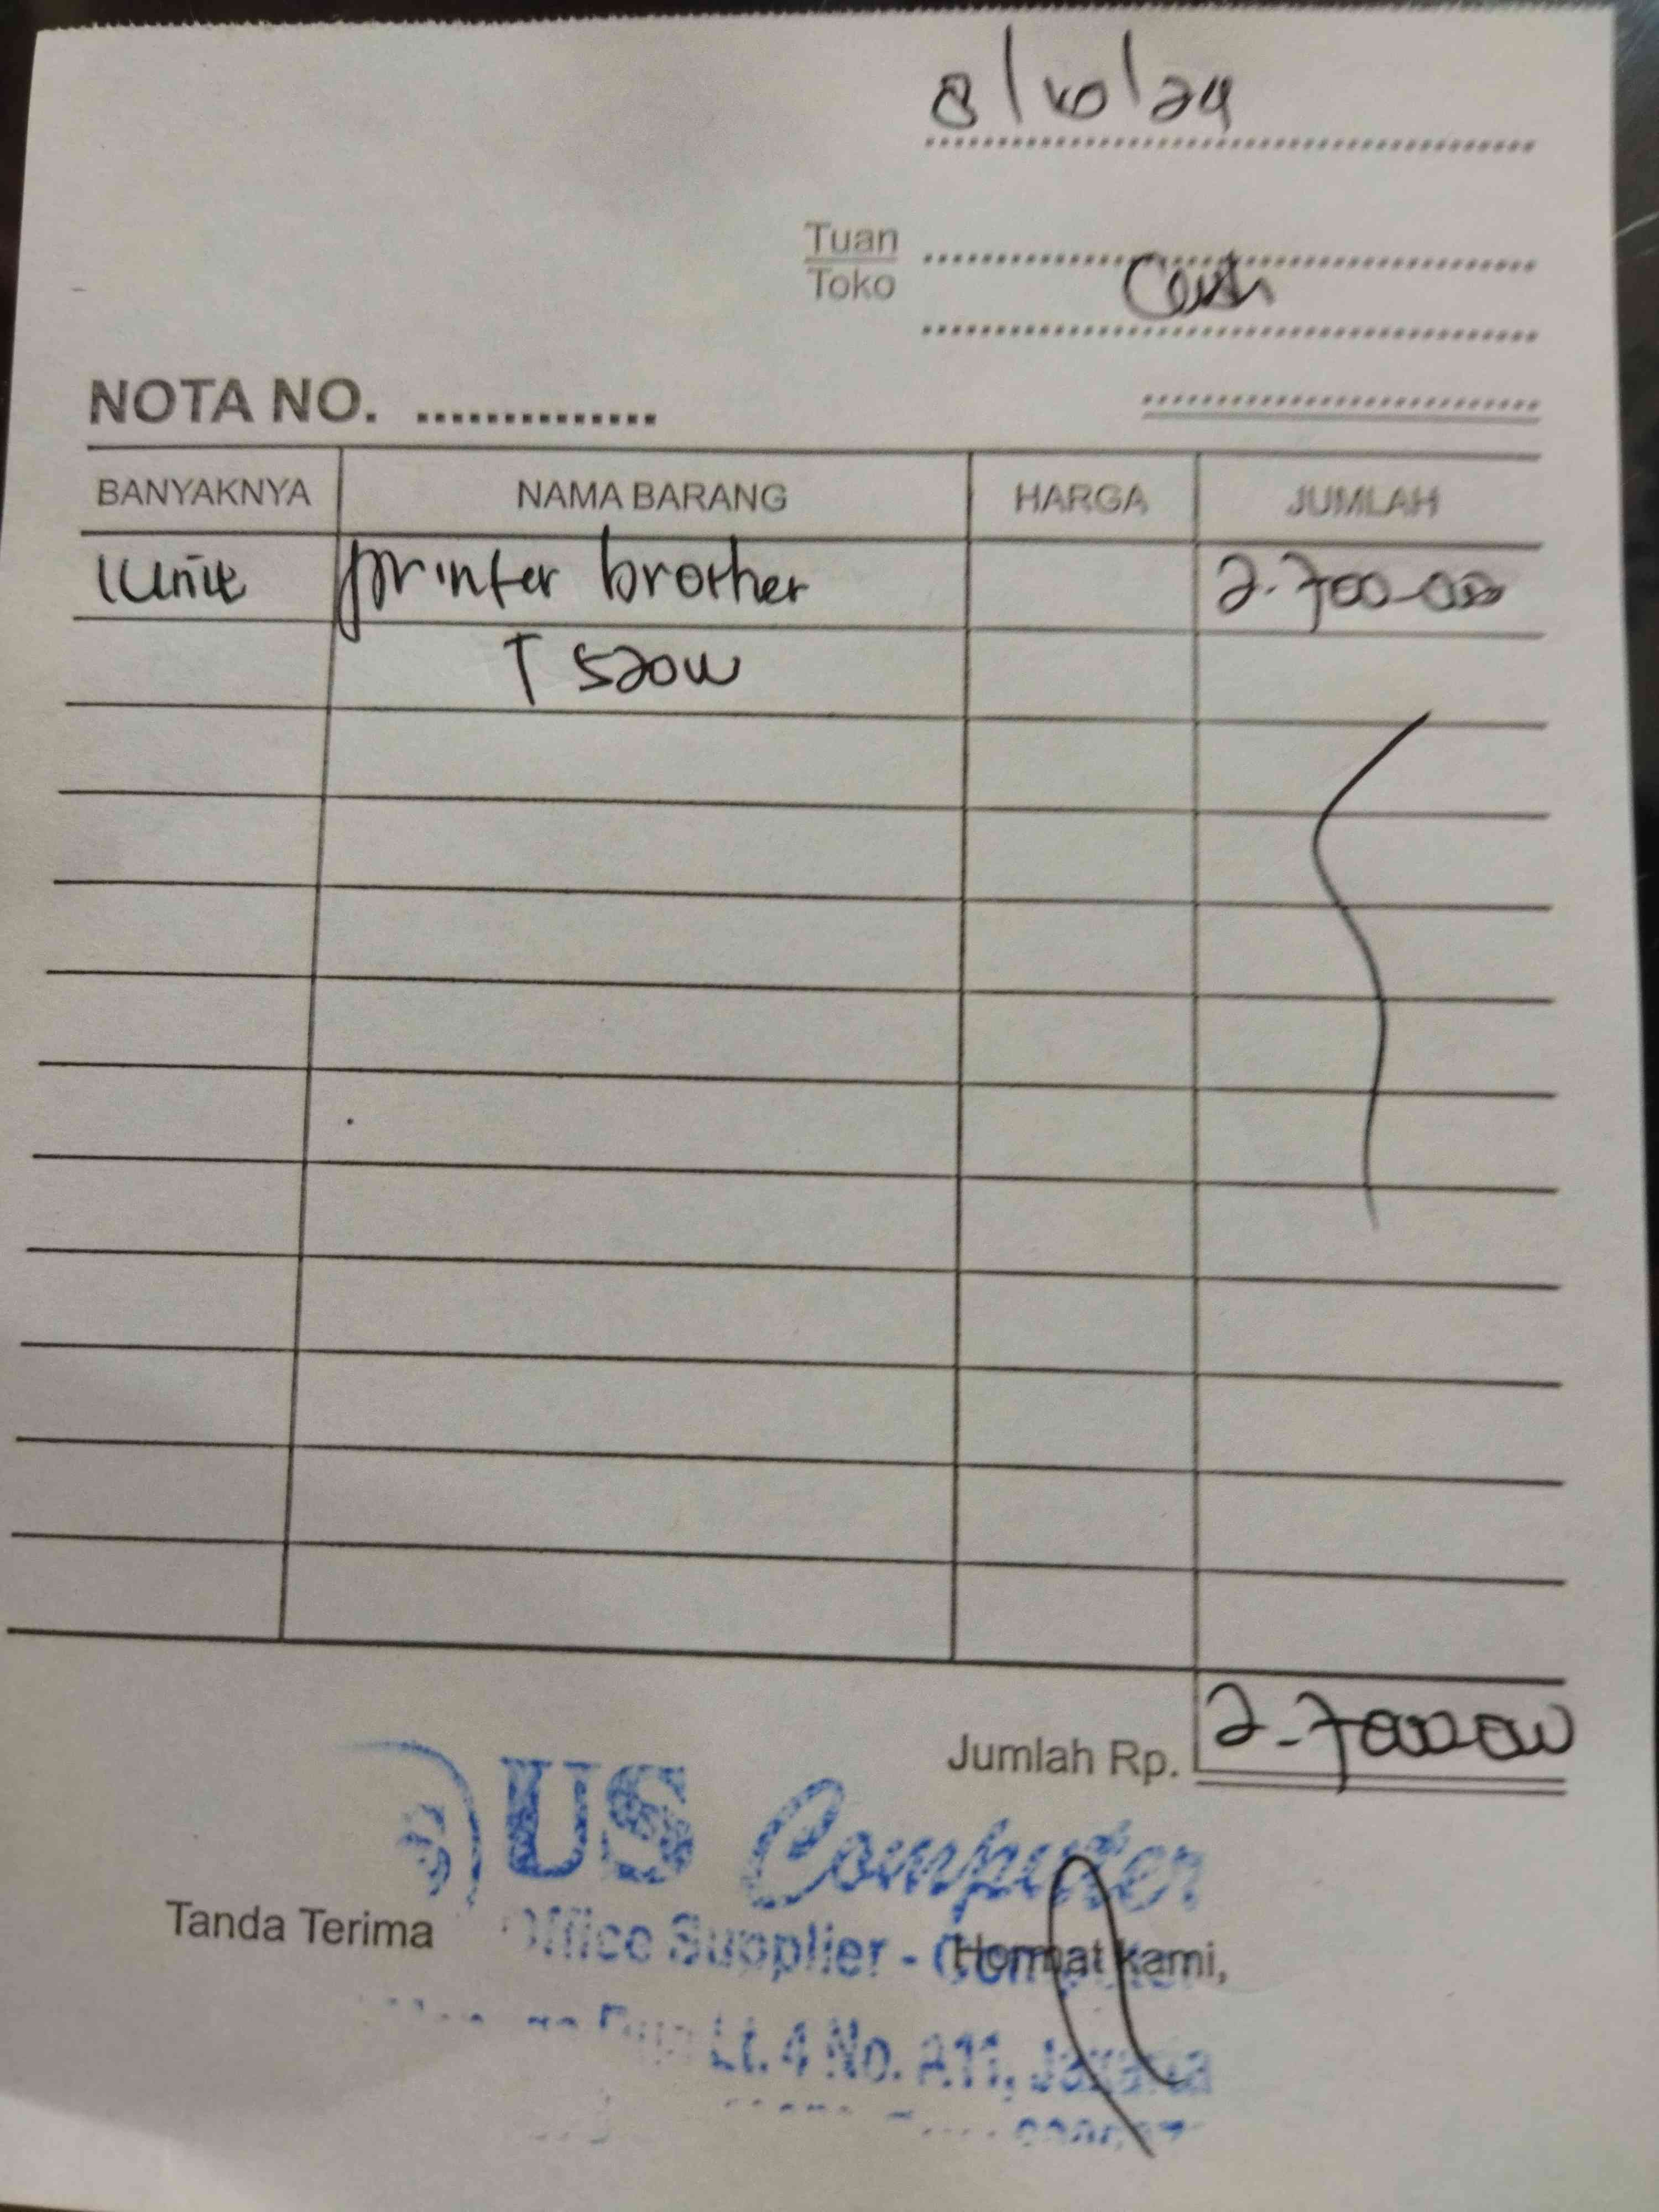 8/10/24
Tuan
Toko
Cash
NOTA NO. ..............
BANYAKNYA NAMA BARANG HARGA JUMLAH
1 Unit printer brother 2.700.000
T 520W
Jumlah Rp. 2.700.000
US Computer
Tanda Terima Hormat kami,
Office Supplier - Computer
Lt. 4 No. A11, Jakarta